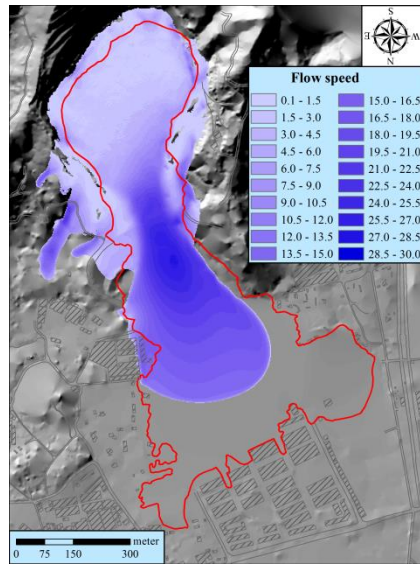 S
E W
N
Flow speed
0.1 - 1.5 15.0 - 16.5
1.5 - 3.0 16.5 - 18.0
3.0 - 4.5 18.0 - 19.5
4.5 - 6.0 19.5 - 21.0
6.0 - 7.5 21.0 - 22.5
7.5 - 9.0 22.5 - 24.0
9.0 - 10.5 24.0 - 25.5
10.5 - 12.0 25.5 - 27.0
12.0 - 13.5 27.0 - 28.5
13.5 - 15.0 28.5 - 30.0
meter
0 75 150 300